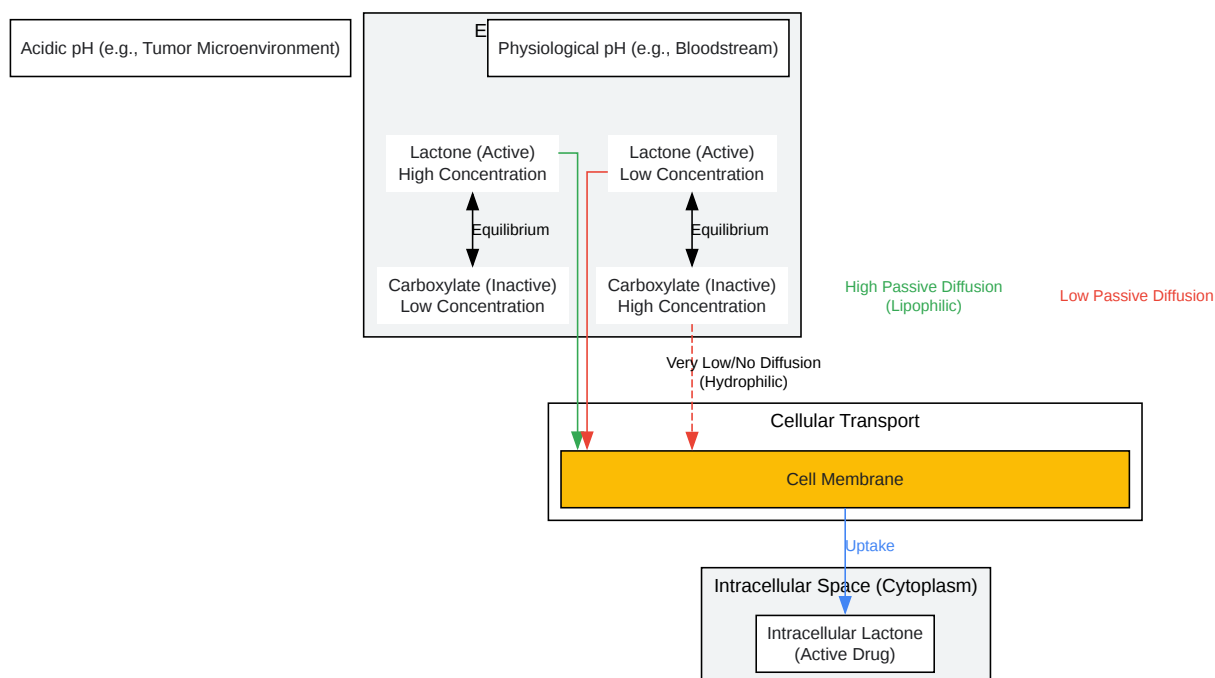 Acidic pH (e.g., Tumor Microenvironment)
E
Physiological pH (e.g., Bloodstream)
Lactone (Active)
High Concentration
Lactone (Active)
Low Concentration
Equilibrium
Equilibrium
Carboxylate (Inactive)
Low Concentration
Carboxylate (Inactive)
High Concentration
High Passive Diffusion
(Lipophilic)
Low Passive Diffusion
Very Low/No Diffusion
(Hydrophilic)
Cellular Transport
Cell Membrane
Uptake
Intracellular Space (Cytoplasm)
Intracellular Lactone
(Active Drug)